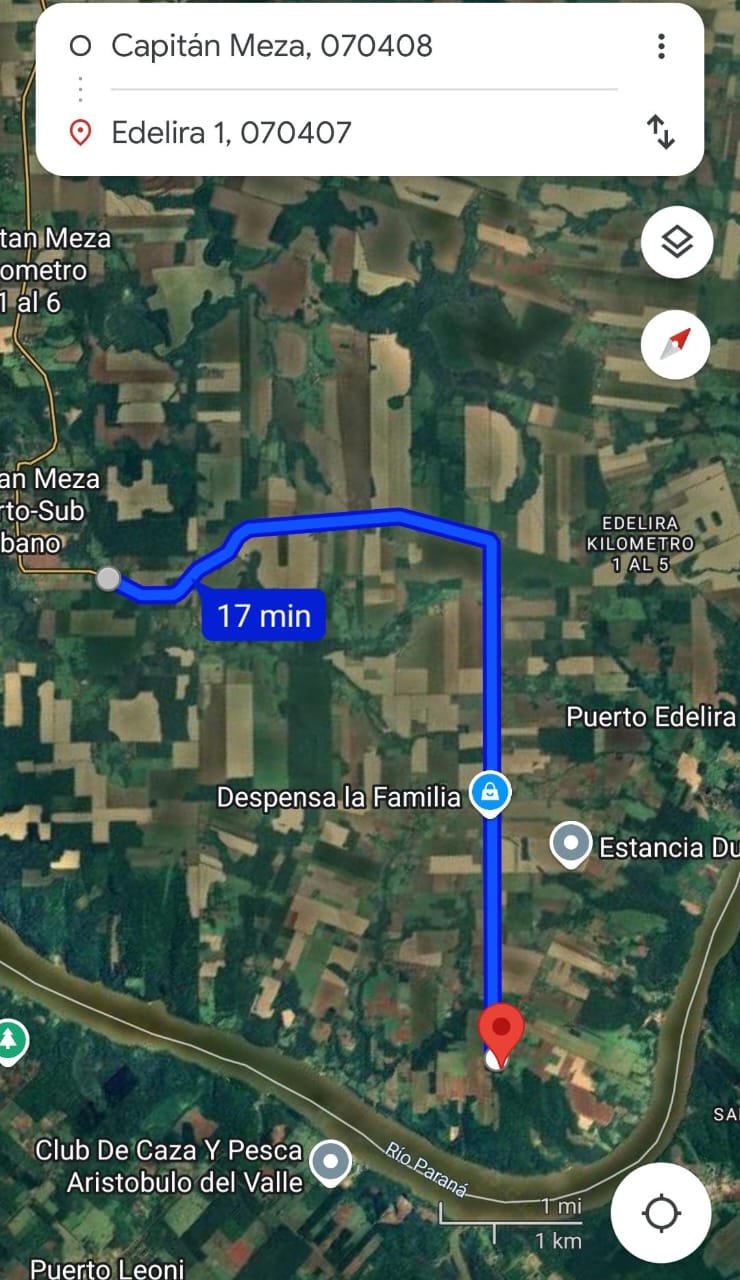 Capitán Meza, 070408
Edelira 1, 070407
tan Meza
ometro
1 al 6
an Meza
rto-Sub
bano
EDELIRA
KILOMETRO
1 AL 5
17 min
Puerto Edelira
Despensa la Familia
Estancia Du
SA
Club De Caza Y Pesca
Aristobulo del Valle
Río Paraná
1 mi
1 km
Puerto Leoni